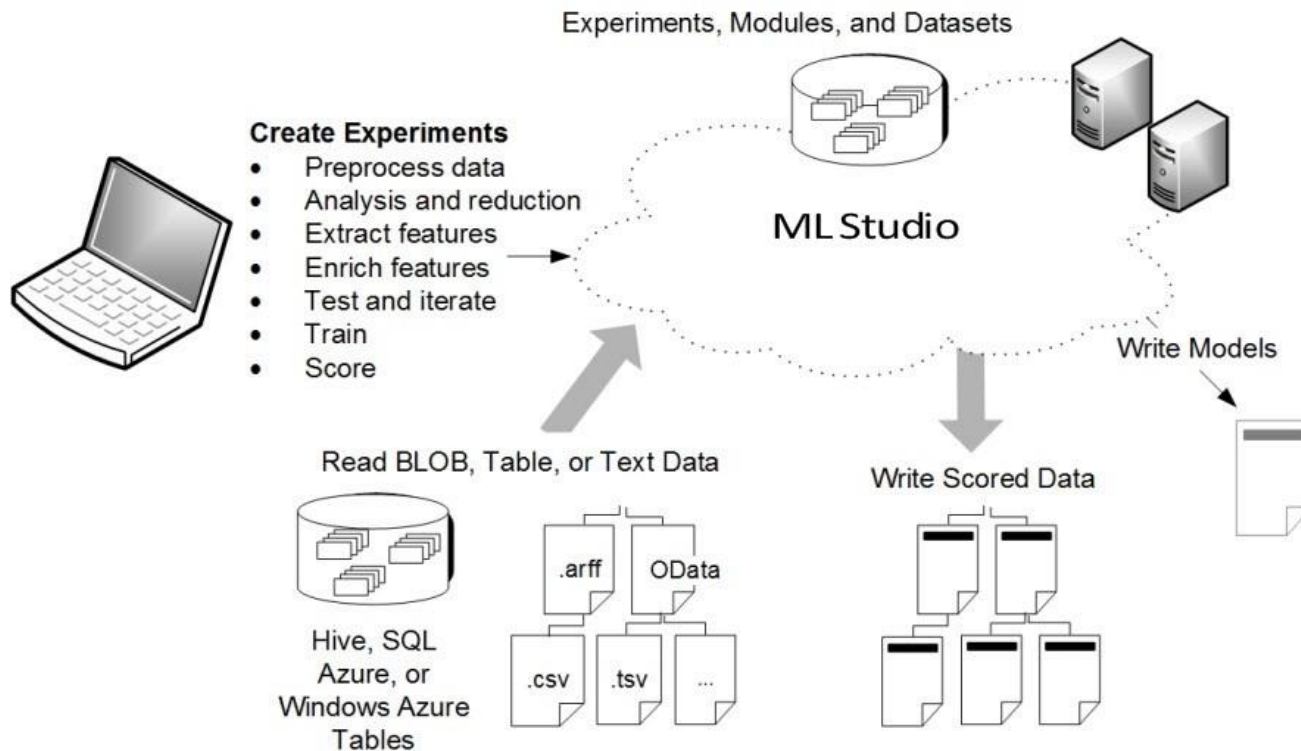 Experiments, Modules, and Datasets
Create Experiments
• Preprocess data
• Analysis and reduction
• Extract features
• Enrich features
• Test and iterate
• Train
• Score
ML Studio
Write Models
Read BLOB, Table, or Text Data
Write Scored Data
.arff
OData
.csv
.tsv
...
Hive, SQL
Azure, or
Windows Azure
Tables